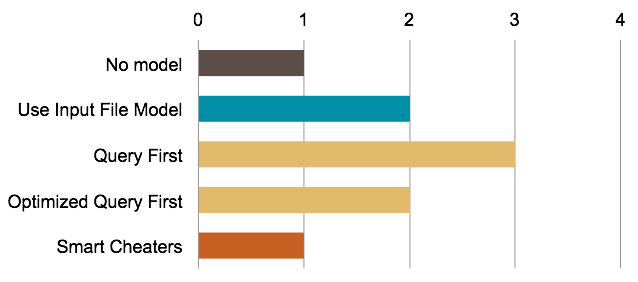 0 1 2 3 4
No model
Use Input File Model
Query First
Optimized Query First
Smart Cheaters